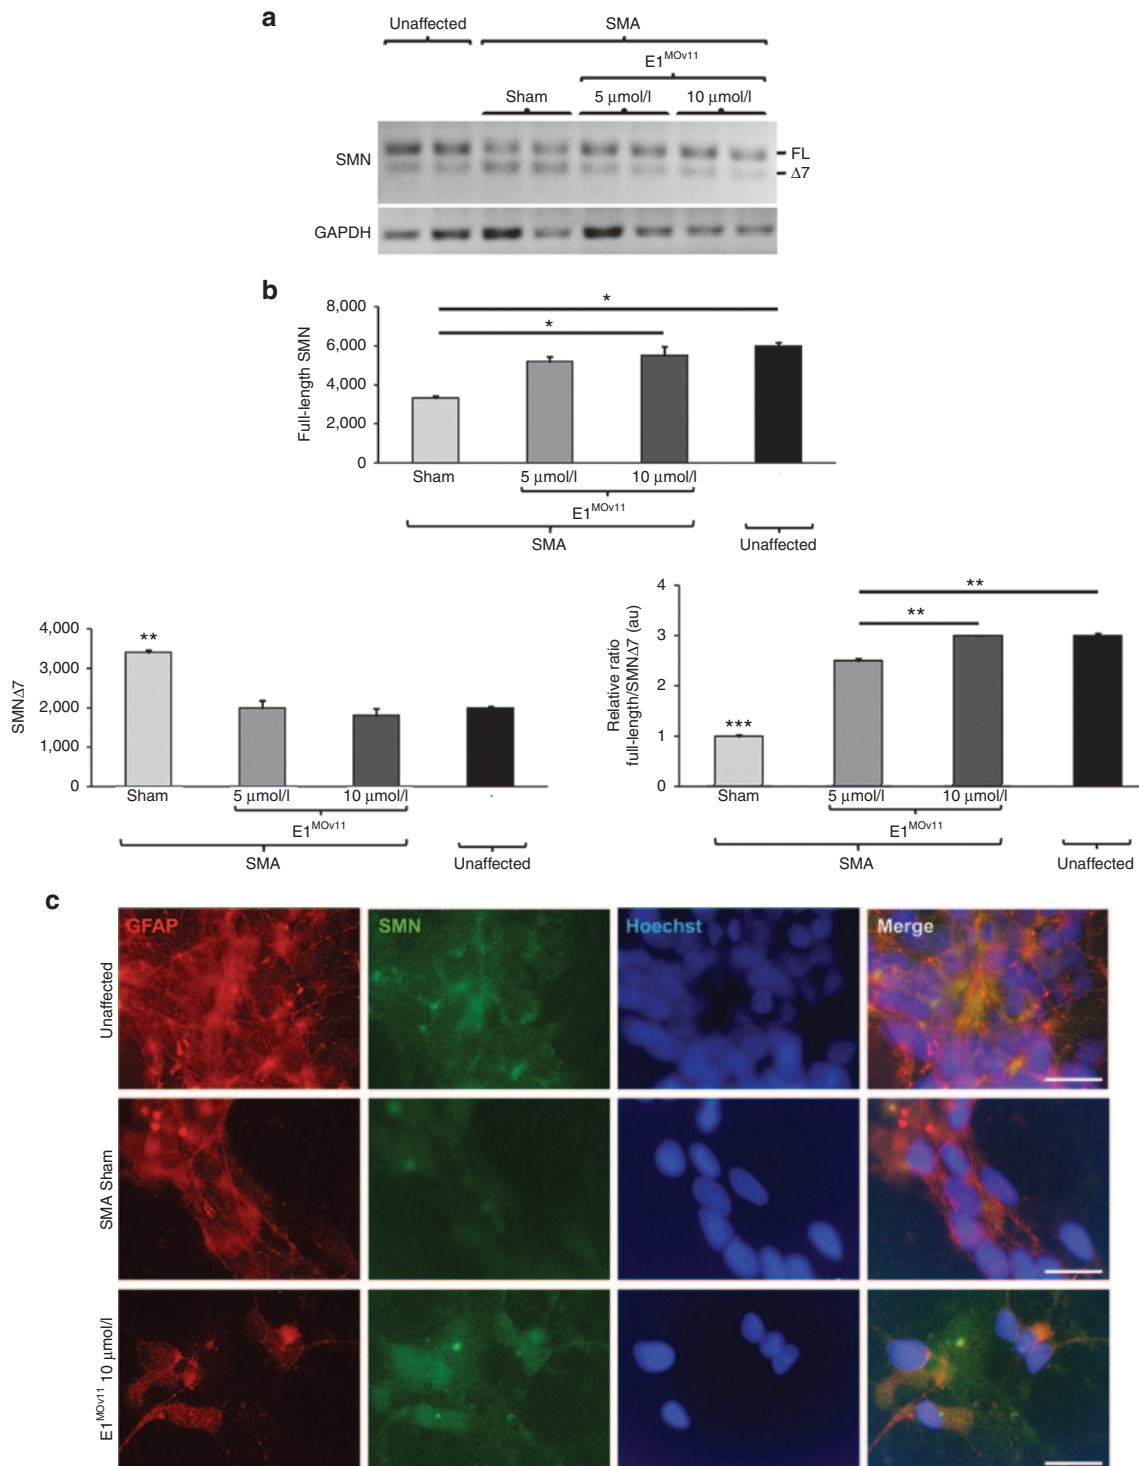 a
Unaffected SMA
E1MOv11
Sham 5 μmol/l 10 μmol/l
SMN FL
Δ7
GAPDH
b
8,000
6,000
4,000
2,000
0
Full-length SMN
*
*
Sham 5 μmol/l 10 μmol/l
E1MOv11
SMA Unaffected
4,000
3,000
2,000
1,000
0
SMNΔ7
**
Sham 5 μmol/l 10 μmol/l
E1MOv11
SMA Unaffected
4
3
2
1
0
Relative ratio
full-length/SMNΔ7 (au)
**
**
***
Sham 5 μmol/l 10 μmol/l
E1MOv11
SMA Unaffected
c
GFAP SMN Hoechst Merge
Unaffected
SMA Sham
E1MOv11 10 μmol/l